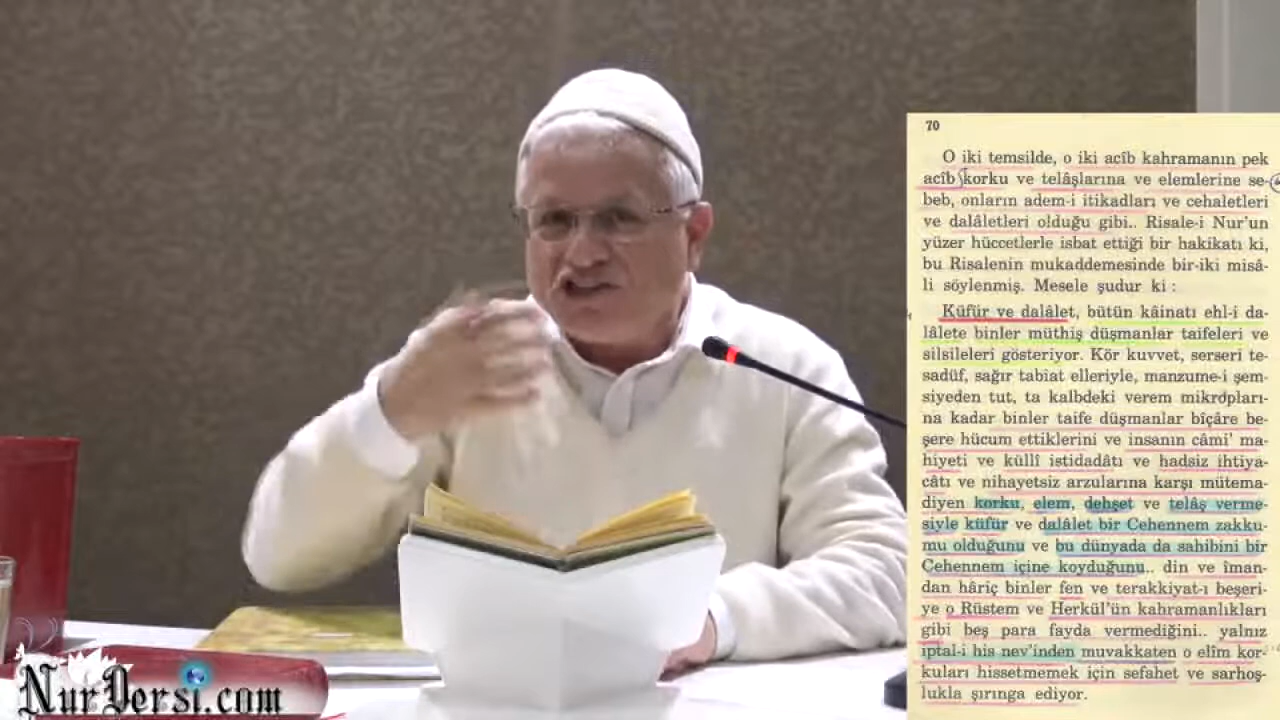 70
O iki temsilde, o iki acîb kahramanın pek
acîb korku ve telâşlarına ve elemlerine se-
beb, onların adem-i itikadları ve cehaletleri
ve dalâletleri olduğu gibi.. Risale-i Nur'un
yüzer hüccetlerle isbat ettiği bir hakikatı ki,
bu Risalenin mukaddemesinde bir-iki misâ-
li söylenmiş. Mesele şudur ki :
Küfür ve dalâlet, bütün kâinatı ehl-i da-
lâlete binler müthiş düşmanlar taifeleri ve
silsileleri gösteriyor. Kör kuvvet, serseri te-
sadüf, sağır tabiat elleriyle, manzume-i şem-
siyeden tut, ta kalbdeki verem mikropları-
na kadar binler taife düşmanlar bîçâre be-
şere hücum ettiklerini ve insanın câmi' ma-
hiyeti ve küllî istidadâtı ve hadsiz ihtiya-
câtı ve nihayetsiz arzularına karşı mütema-
diyen korku, elem, dehşet ve telâş verme-
siyle küfür ve dalâlet bir Cehennem zakku-
mu olduğunu ve bu dünyada da sahibini bir
Cehennem içine koyduğunu.. din ve îman-
dan hâriç binler fen ve terakkiyat-ı beşeri-
ye o Rüstem ve Herkül'ün kahramanlıkları
gibi beş para fayda vermediğini.. yalnız
iptal-i his nev'inden muvakkaten o elîm kor-
kuları hissetmemek için sefahet ve sarhoş-
lukla şırınga ediyor.
NurDersi.com